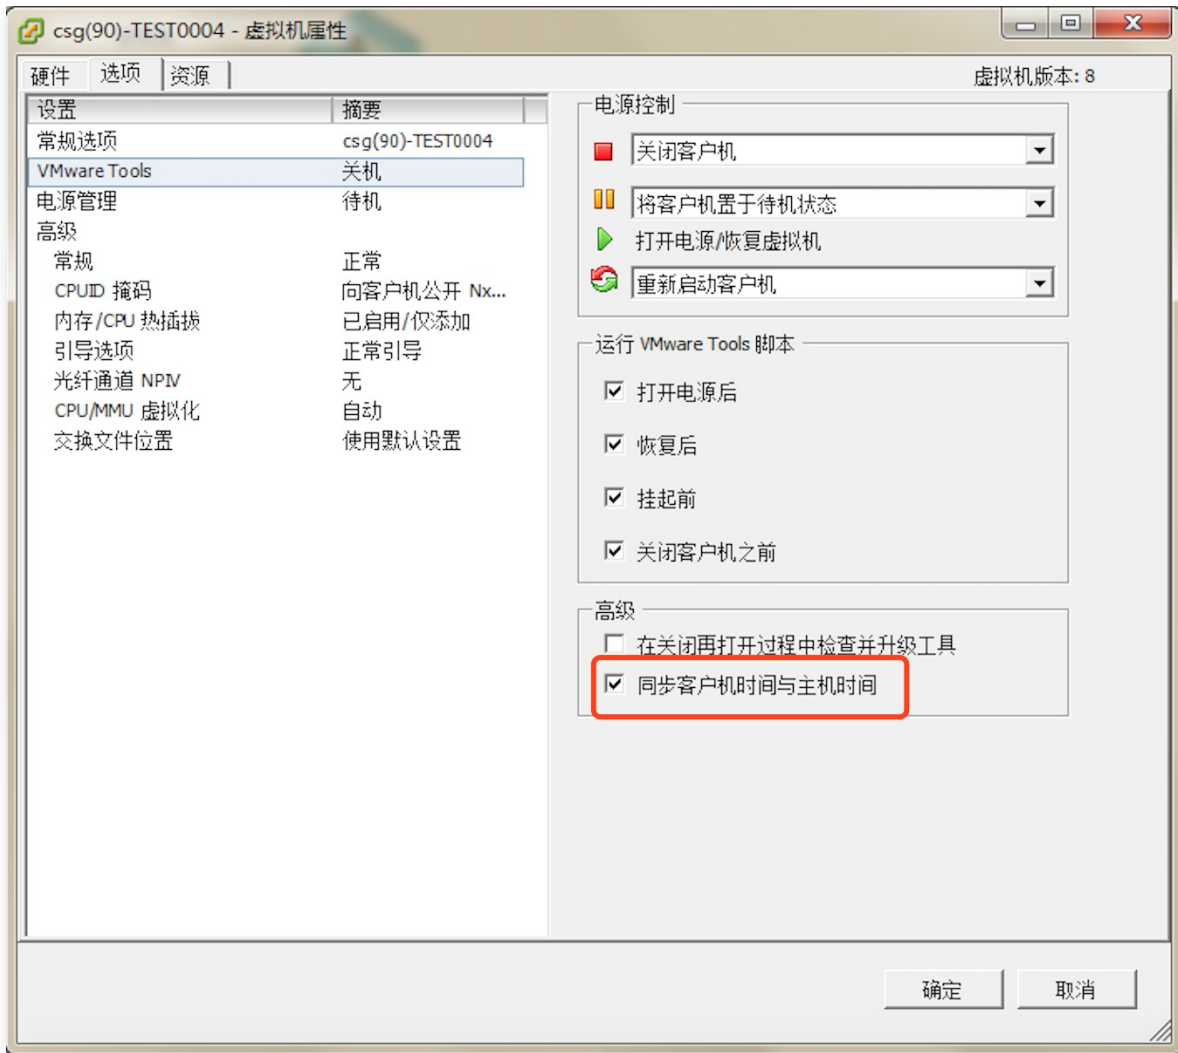 csg(90)-TEST0004 - 虚拟机属性
硬件 选项 资源 虚拟机版本: 8
设置 摘要
常规选项 csg(90)-TEST0004
VMware Tools 关机
电源管理 待机
高级
常规 正常
CPUID 掩码 向客户机公开 Nx...
内存/CPU 热插拔 已启用/仅添加
引导选项 正常引导
光纤通道 NPIV 无
CPU/MMU 虚拟化 自动
交换文件位置 使用默认设置
电源控制
关闭客户机
将客户机置于待机状态
打开电源/恢复虚拟机
重新启动客户机
运行 VMware Tools 脚本
打开电源后
恢复后
挂起前
关闭客户机之前
高级
在关闭再打开过程中检查并升级工具
同步客户机时间与主机时间
确定 取消